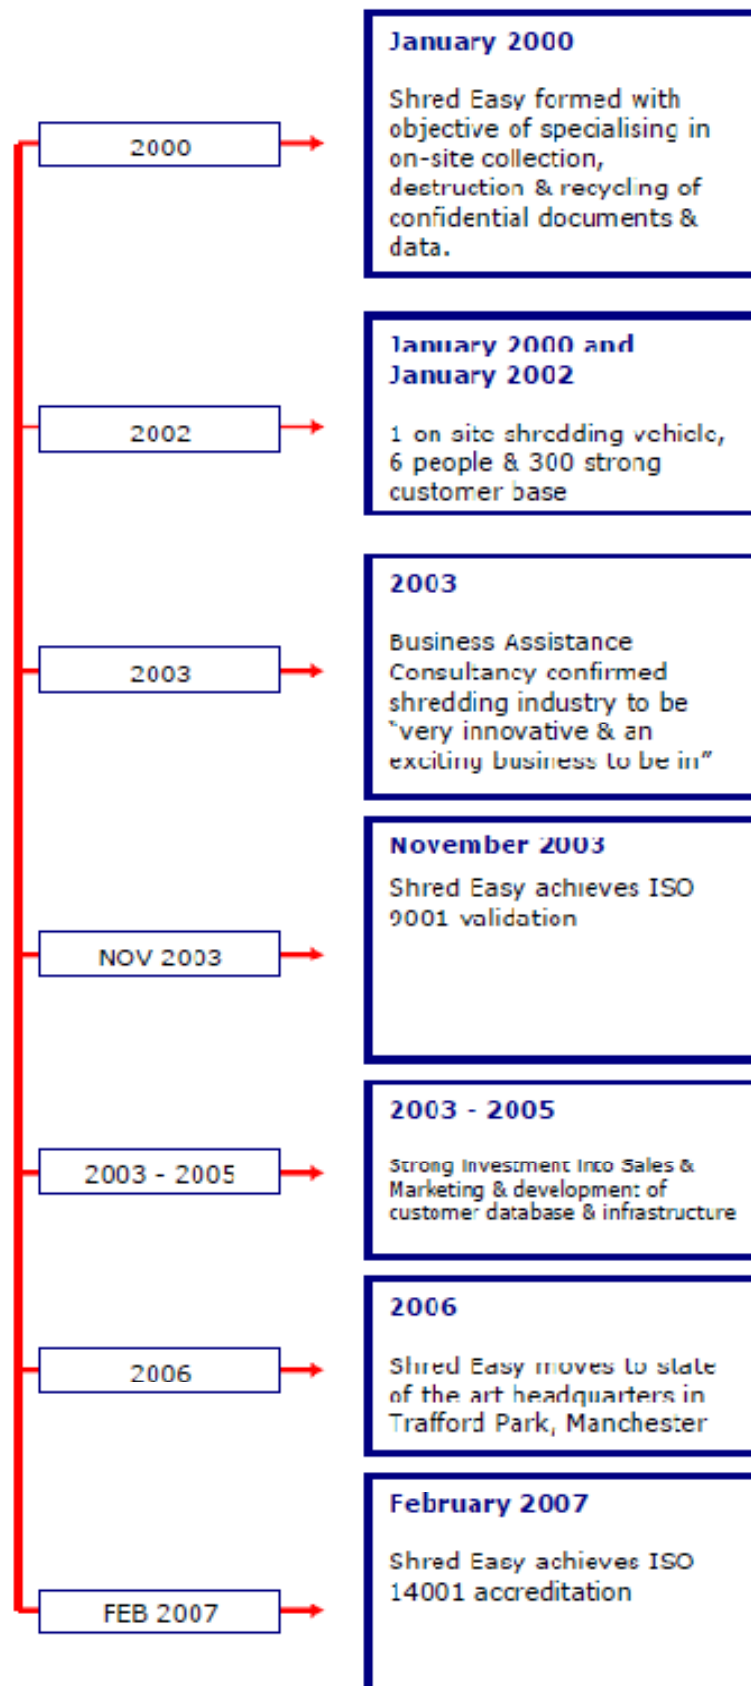 2000
January 2000
Shred Easy formed with
objective of specialising in
on-site collection,
destruction & recycling of
confidential documents &
data.
2002
January 2000 and
January 2002
1 on site shredding vehicle,
6 people & 300 strong
customer base
2003
2003
Business Assistance
Consultancy confirmed
shredding industry to be
“very innovative & an
exciting business to be in”
NOV 2003
November 2003
Shred Easy achieves ISO
9001 validation
2003 - 2005
2003 - 2005
Strong Investment Into Sales &
Marketing & development of
customer database & infrastructure
2006
2006
Shred Easy moves to state
of the art headquarters in
Trafford Park, Manchester
FEB 2007
February 2007
Shred Easy achieves ISO
14001 accreditation